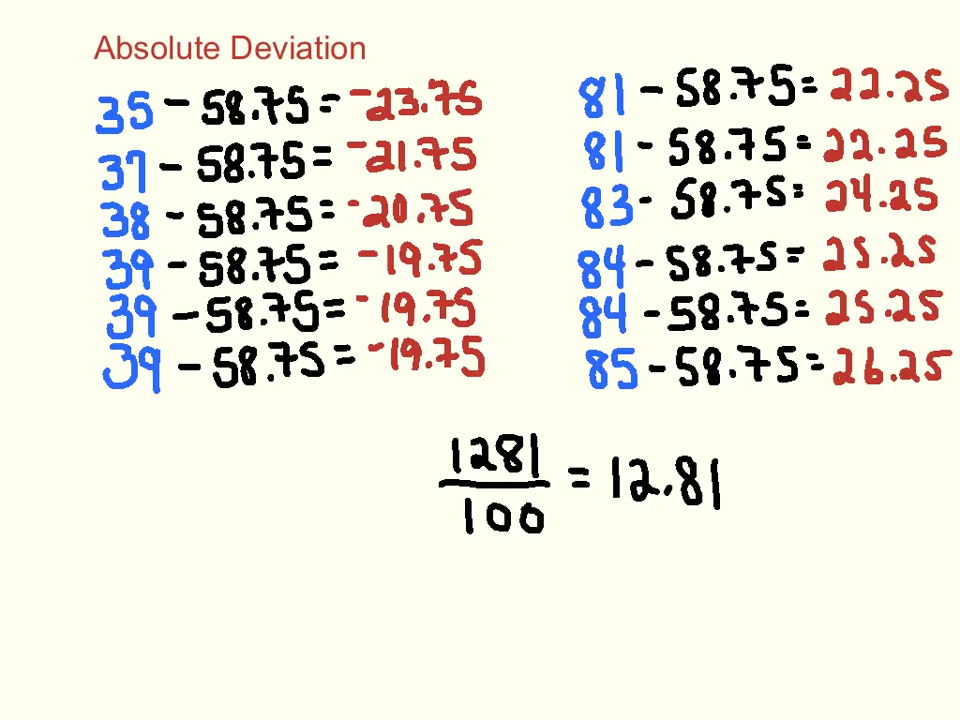 Absolute Deviation
35 - 58.75 = -23.75
37 - 58.75 = -21.75
38 - 58.75 = -20.75
39 - 58.75 = -19.75
39 - 58.75 = -19.75
39 - 58.75 = -19.75
81 - 58.75 = 22.25
81 - 58.75 = 22.25
83 - 58.75 = 24.25
84 - 58.75 = 25.25
84 - 58.75 = 25.25
85 - 58.75 = 26.25
1281/100 = 12.81